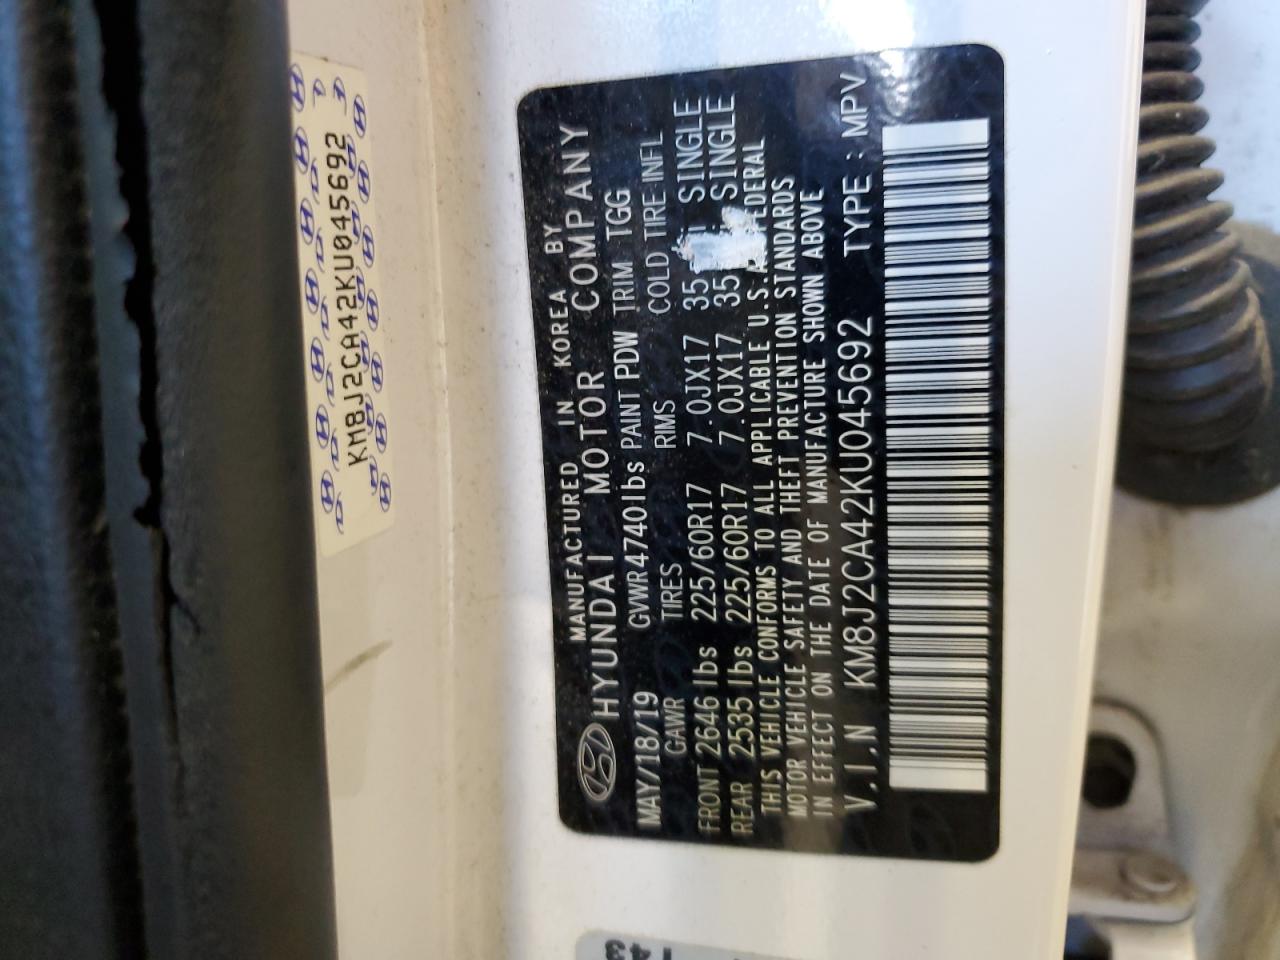 KM8J2CA42KU045692
MANUFACTURED IN KOREA BY
HYUNDAI MOTOR COMPANY
MAY/18/19 GVWR 4740 lbs PAINT PDW TRIM TGG
GAWR TIRES RIMS COLD TIRE INFL
FRONT 2646 lbs 225/60R17 7.0JX17 35 SINGLE
REAR 2535 lbs 225/60R17 7.0JX17 35 SINGLE
THIS VEHICLE CONFORMS TO ALL APPLICABLE U.S.A FEDERAL
MOTOR VEHICLE SAFETY AND THEFT PREVENTION STANDARDS
IN EFFECT ON THE DATE OF MANUFACTURE SHOWN ABOVE
V.I.N KM8J2CA42KU045692 TYPE : MPV